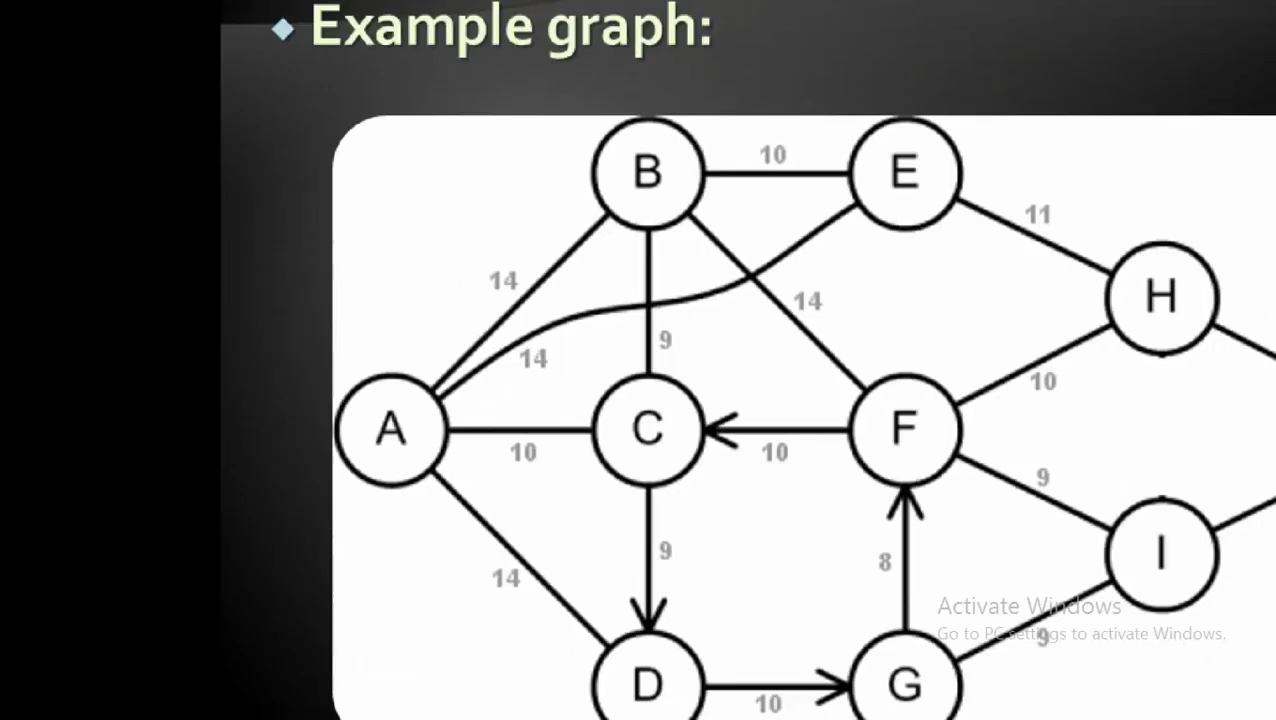 Example graph:
B
10
E
11
14
H
14
9
14
10
A
C
F
10
10
9
9
8
I
14
Activate Windows
Go to PC settings to activate Windows.
9
D
G
10